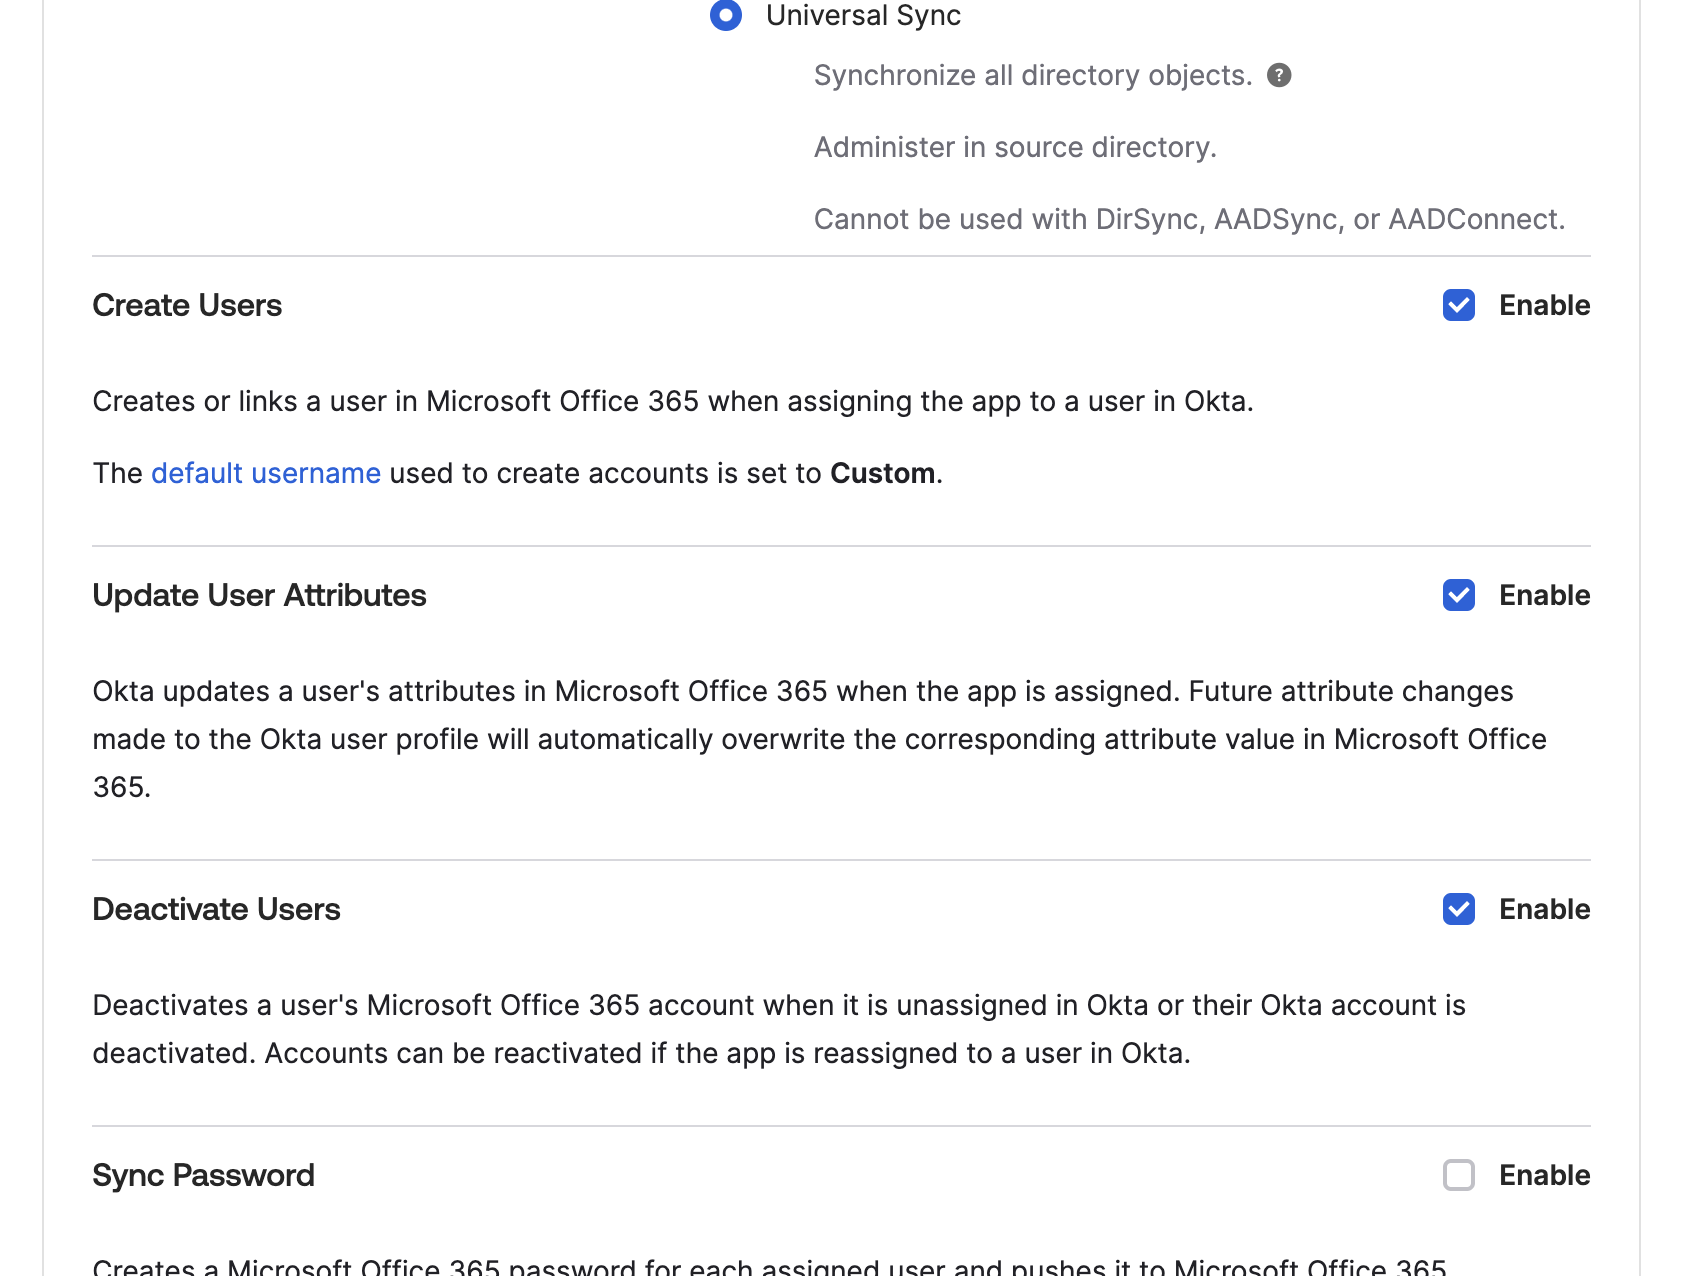 Universal Sync
Synchronize all directory objects. ?
Administer in source directory.
Cannot be used with DirSync, AADSync, or AADConnect.
Create Users
Enable
Creates or links a user in Microsoft Office 365 when assigning the app to a user in Okta.
The default username used to create accounts is set to Custom.
Update User Attributes
Enable
Okta updates a user's attributes in Microsoft Office 365 when the app is assigned. Future attribute changes
made to the Okta user profile will automatically overwrite the corresponding attribute value in Microsoft Office
365.
Deactivate Users
Enable
Deactivates a user's Microsoft Office 365 account when it is unassigned in Okta or their Okta account is
deactivated. Accounts can be reactivated if the app is reassigned to a user in Okta.
Sync Password
Enable
Creates a Microsoft Office 365 password for each assigned user and pushes it to Microsoft Office 365.